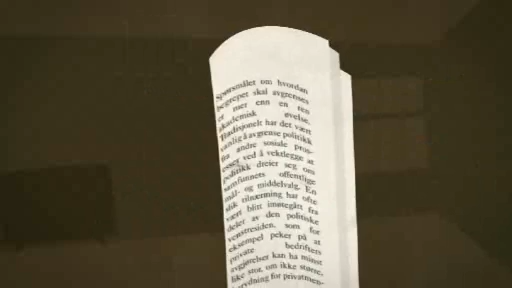 Spørsmålet om hvordan
begrepet skal avgrenses
er mer enn en ren
akademisk øvelse.
Tradisjonelt har det vært
vanlig å avgrense politikk
fra andre sosiale pros-
esser ved å vektlegge at
politikk dreier seg om
samfunnets offentlige
mål- og middelvalg. En
slik tilnærming har ofte
vært blitt imøtegått fra
deler av den politiske
venstresiden, som for
eksempel peker på at
private bedrifters
avgjørelser kan ha minst
like stor, om ikke større,
betydning for privatmen-